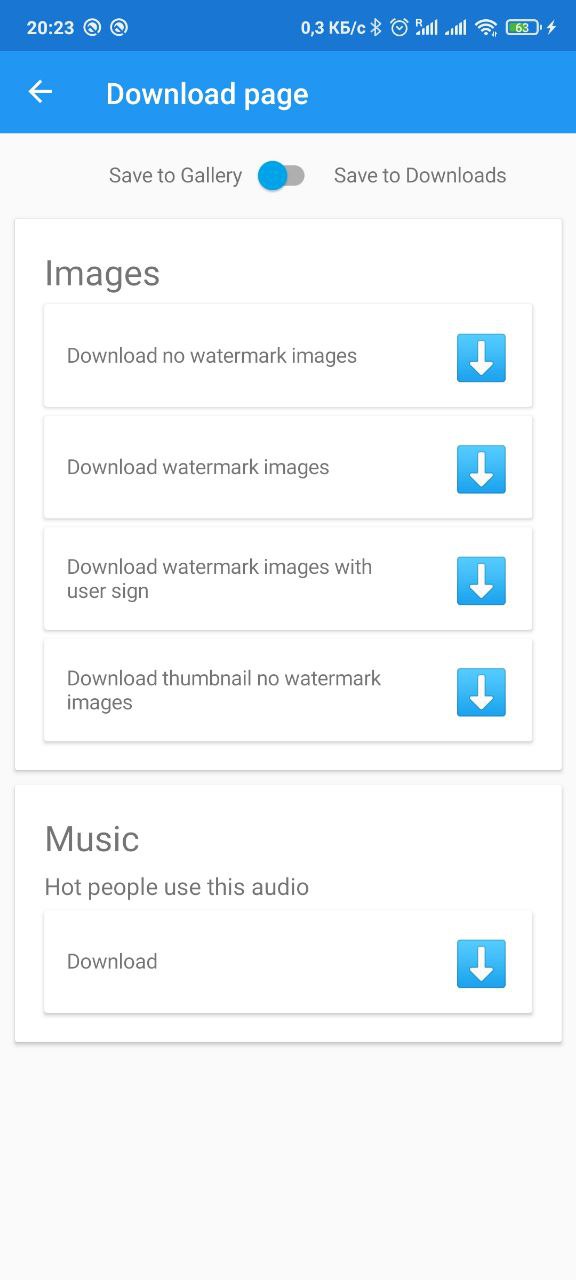 20:23
0,3 КБ/с
R
63
Download page
Save to Gallery
Save to Downloads
Images
Download no watermark images
Download watermark images
Download watermark images with
user sign
Download thumbnail no watermark
images
Music
Hot people use this audio
Download